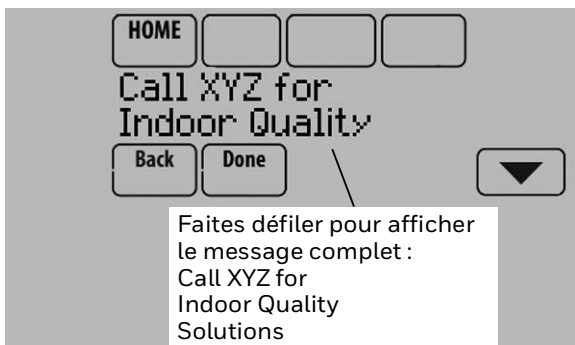 HOME
Call XYZ for
Indoor Quality
Back Done
Faites défiler pour afficher
le message complet :
Call XYZ for
Indoor Quality
Solutions